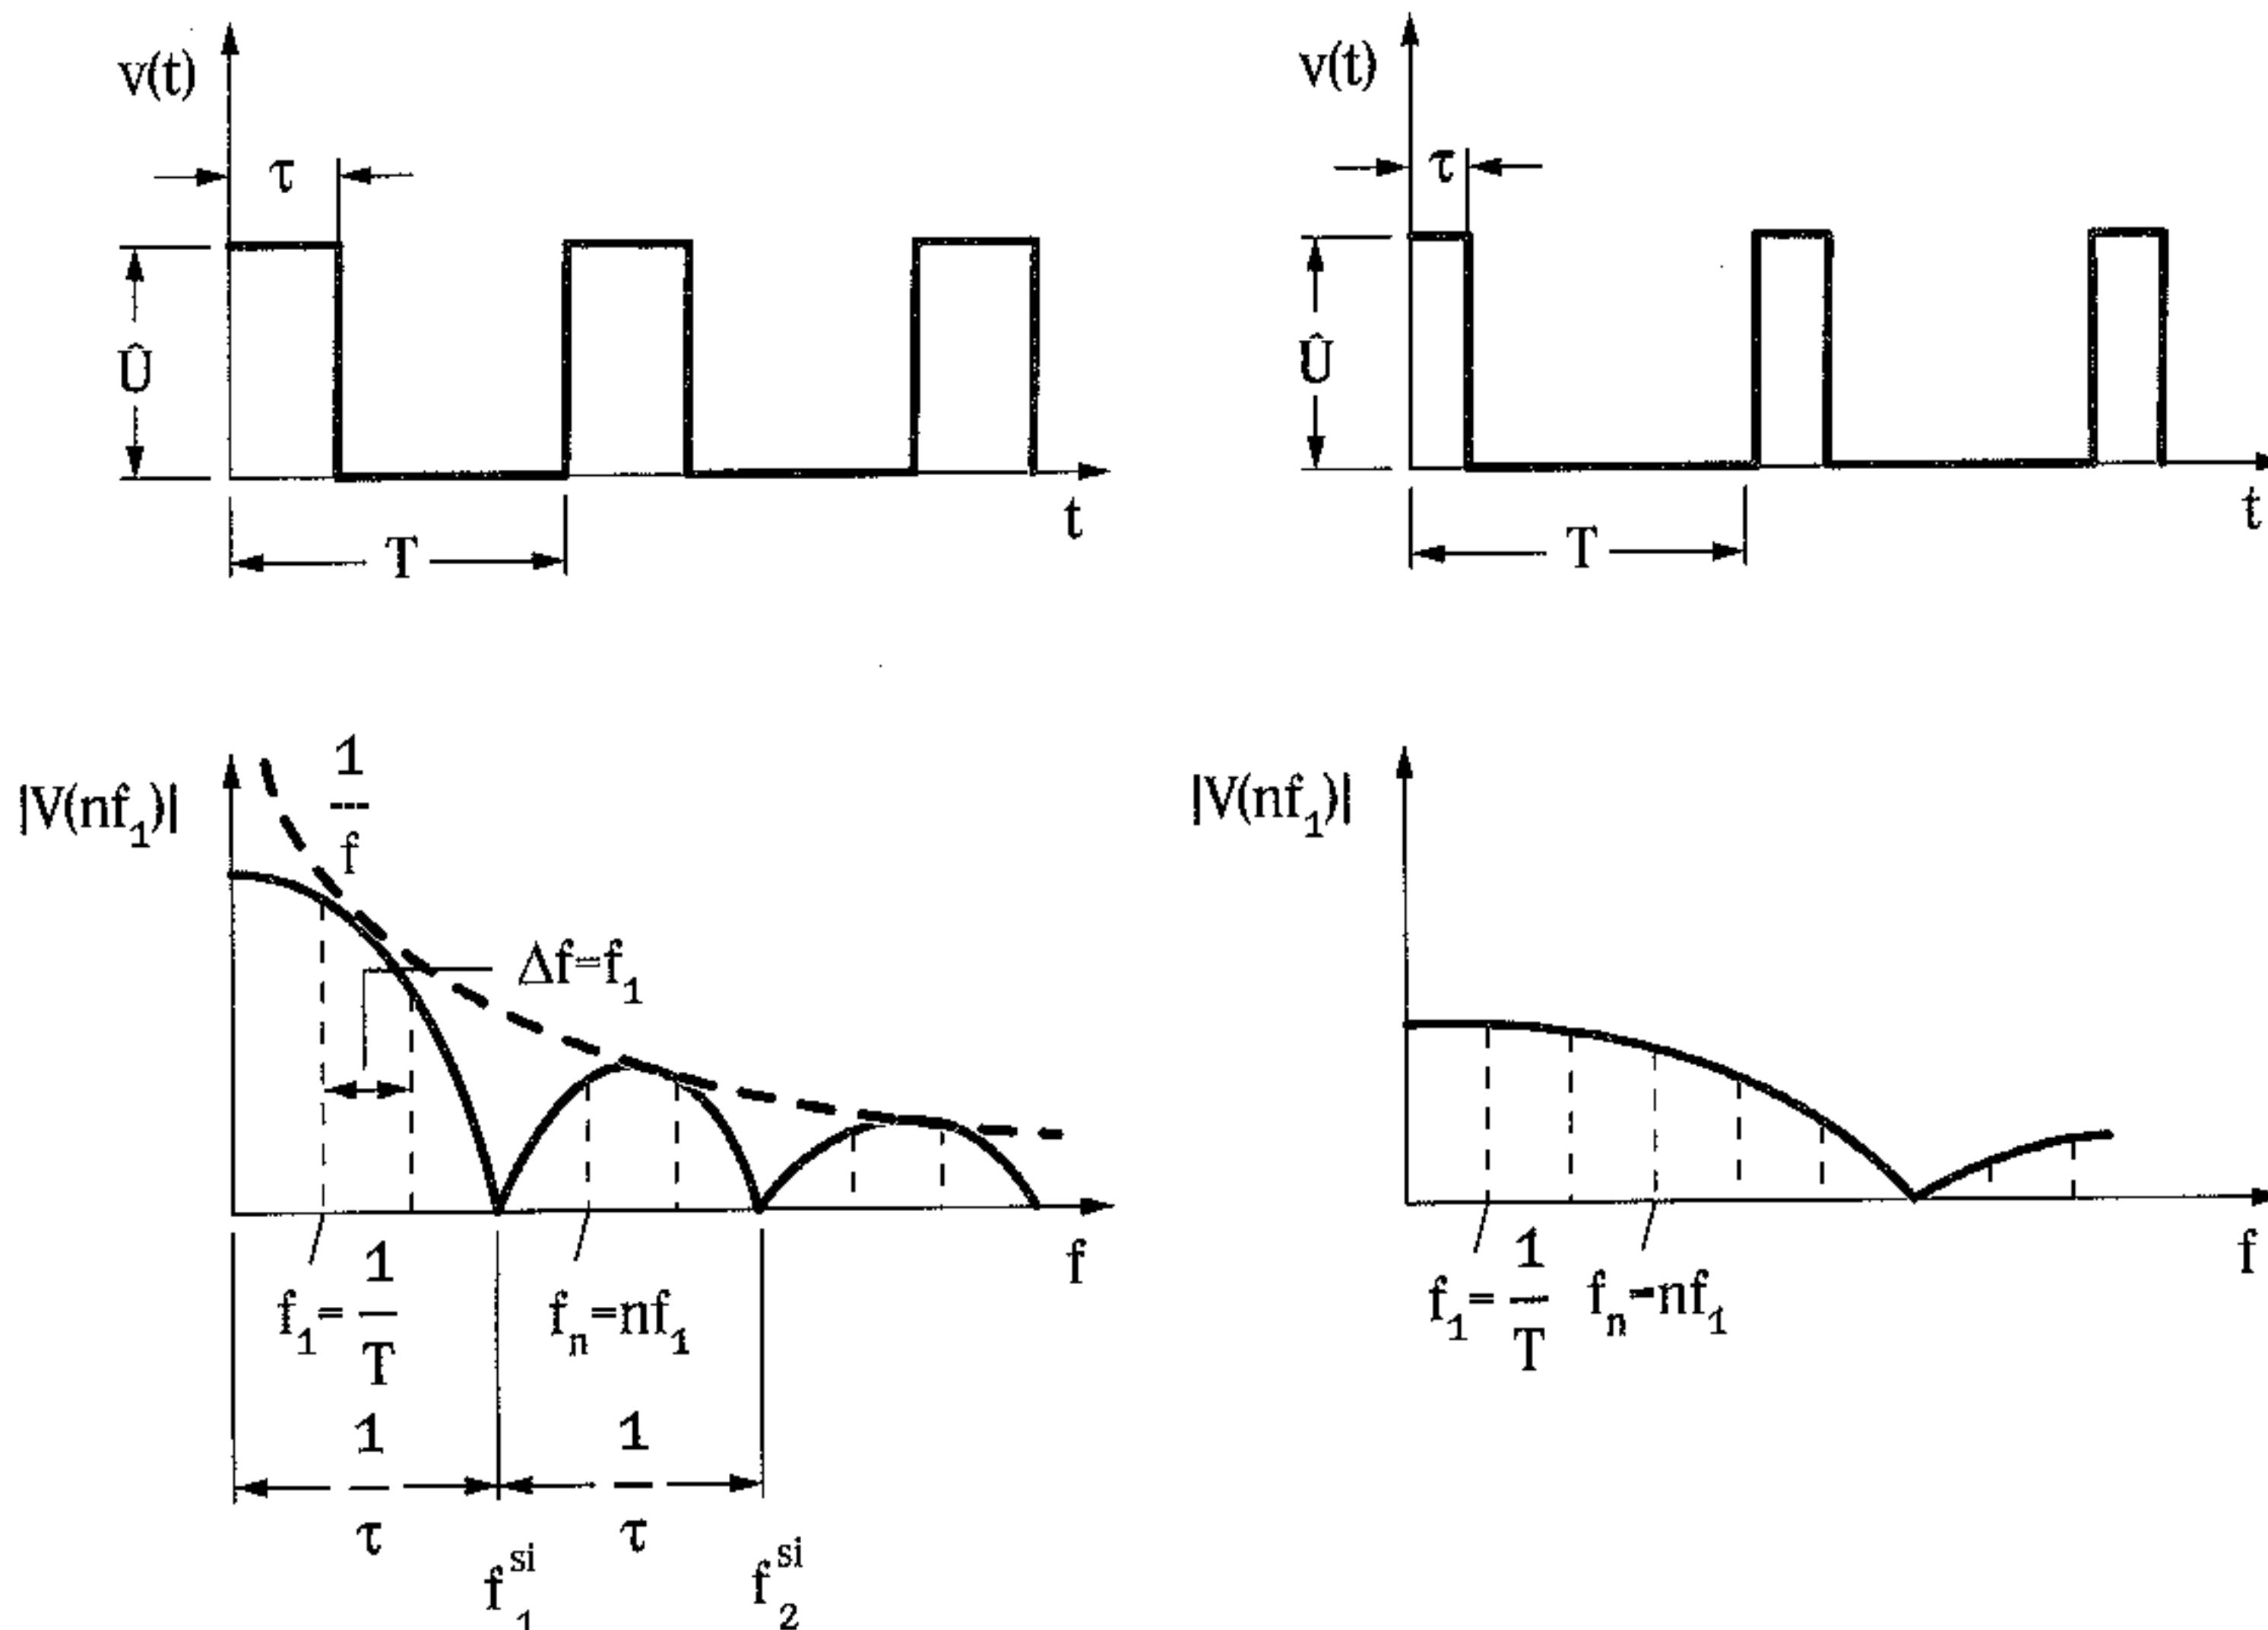 v(t)
τ
Û
T
t
v(t)
τ
Û
T
t
|V(nf₁)|
1
---
f
Δf=f₁
f₁=1/T
fₙ=nf₁
f
1/τ
1/τ
f₁ˢⁱ
f₂ˢⁱ
|V(nf₁)|
f₁=1/T
fₙ-nf₁
f